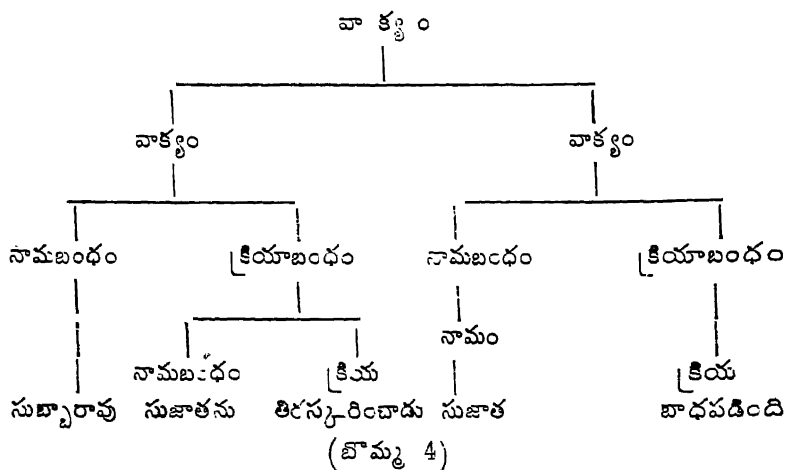 వాక్యం
వాక్యం వాక్యం
నామబంధం క్రియాబంధం నామబంధం క్రియాబంధం
నామం
నామబంధం క్రియ క్రియ
సుబ్బారావు సుజాతను తిరస్కరించాడు సుజాత బాధపడింది
(బొమ్మ 4)